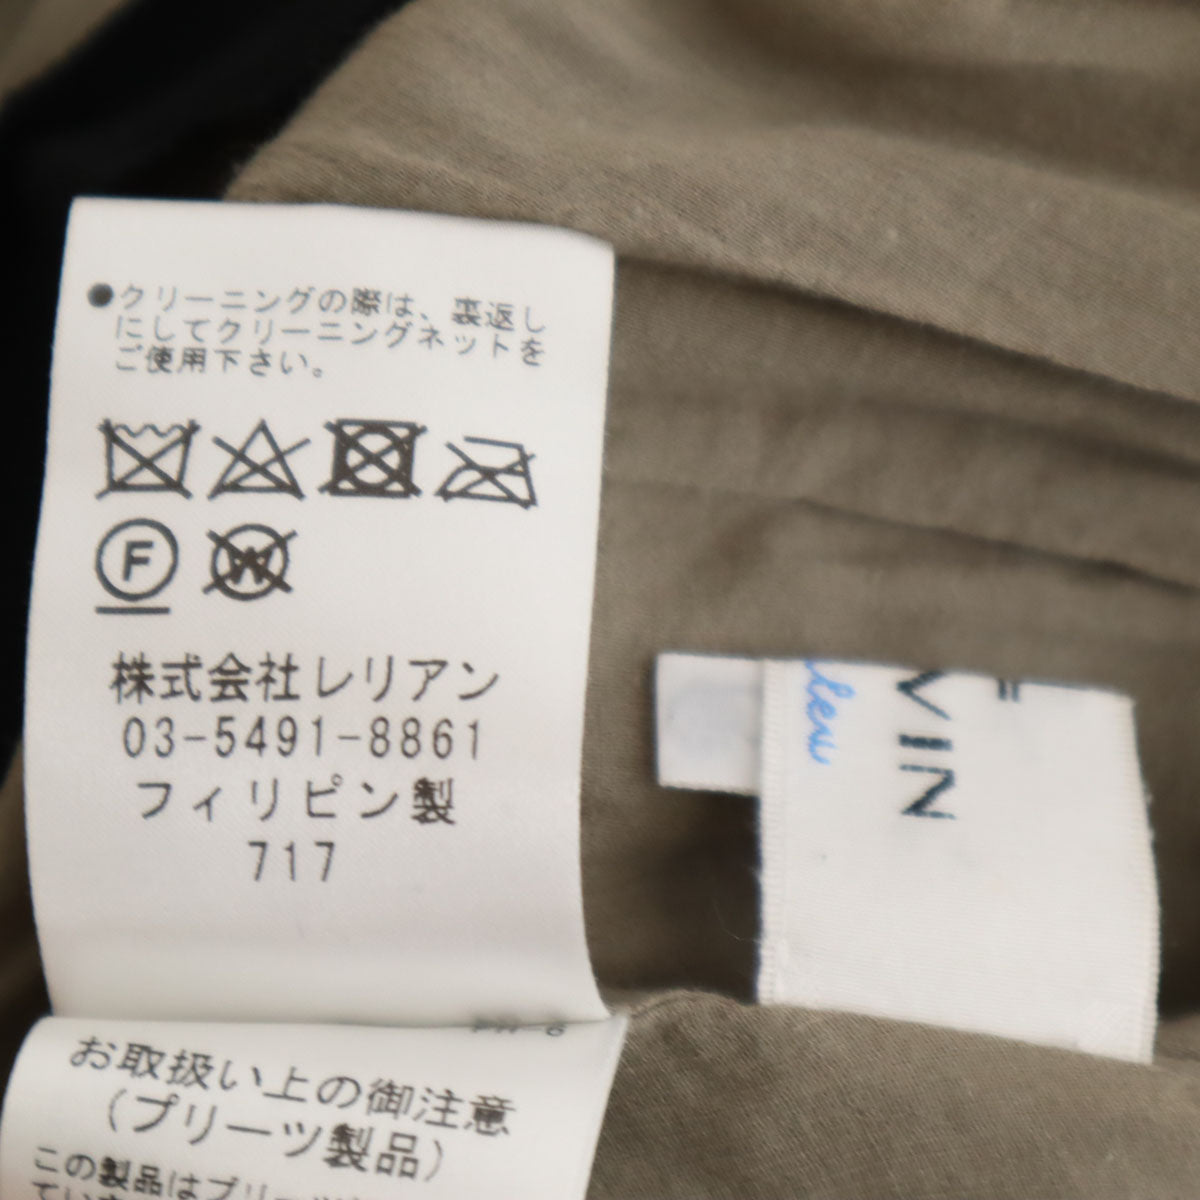 ●クリーニングの際は、裏返し
にしてクリーニングネットを
ご使用下さい。
F W
株式会社レリアン
03-5491-8861
フィリピン製
717
お取扱い上の御注意
(プリーツ製品)
この製品はプリーツ
bleu
VIN